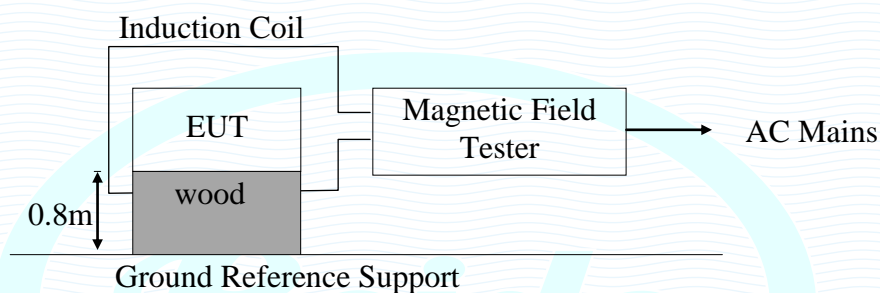 Induction Coil
EUT
Magnetic Field
Tester
AC Mains
wood
0.8m
Ground Reference Support